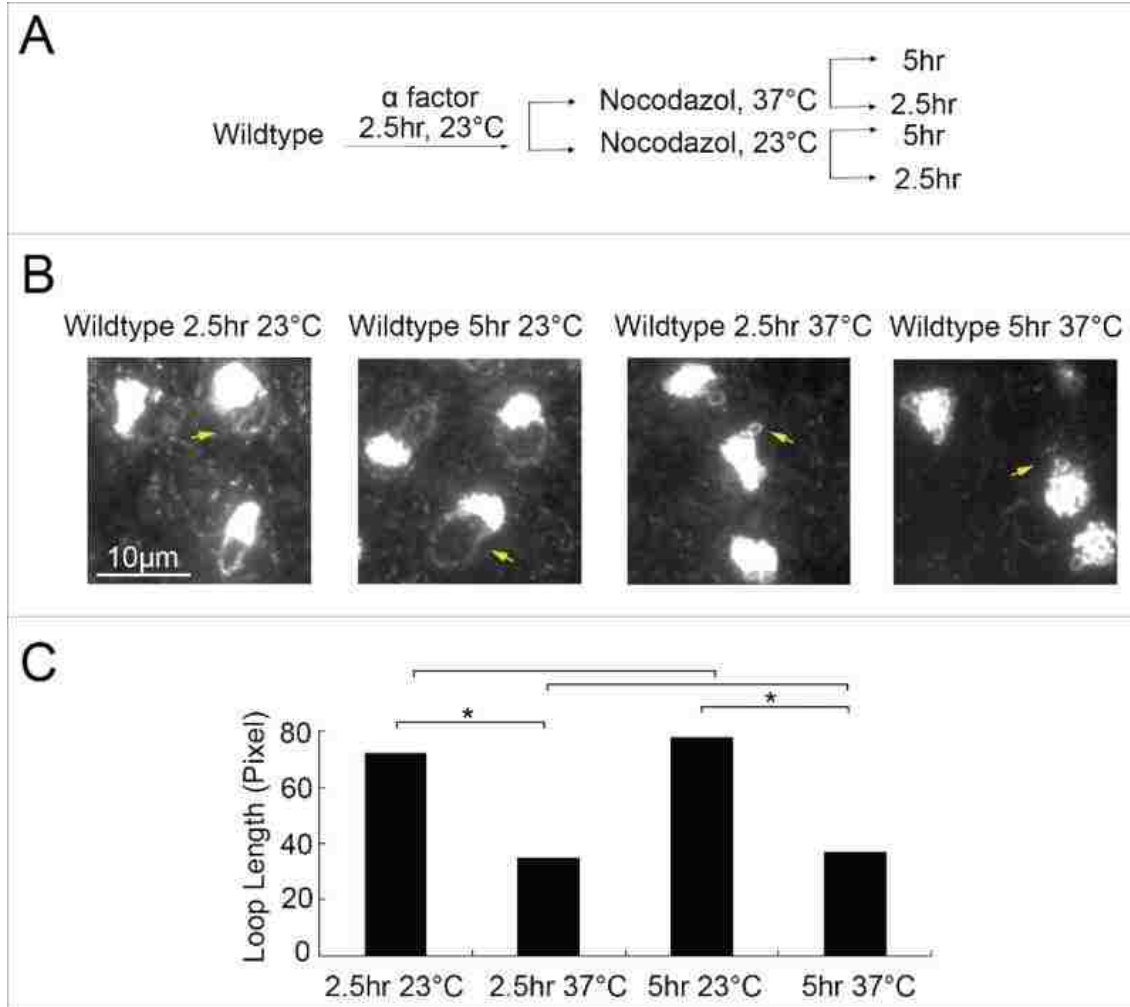 A
Wildtype
α factor
2.5hr, 23°C
Nocodazol, 37°C
5hr
2.5hr
Nocodazol, 23°C
5hr
2.5hr
B
Wildtype 2.5hr 23°C
Wildtype 5hr 23°C
Wildtype 2.5hr 37°C
Wildtype 5hr 37°C
10µm
C
*
*
Loop Length (Pixel)
80
60
40
20
0
2.5hr 23°C
2.5hr 37°C
5hr 23°C
5hr 37°C